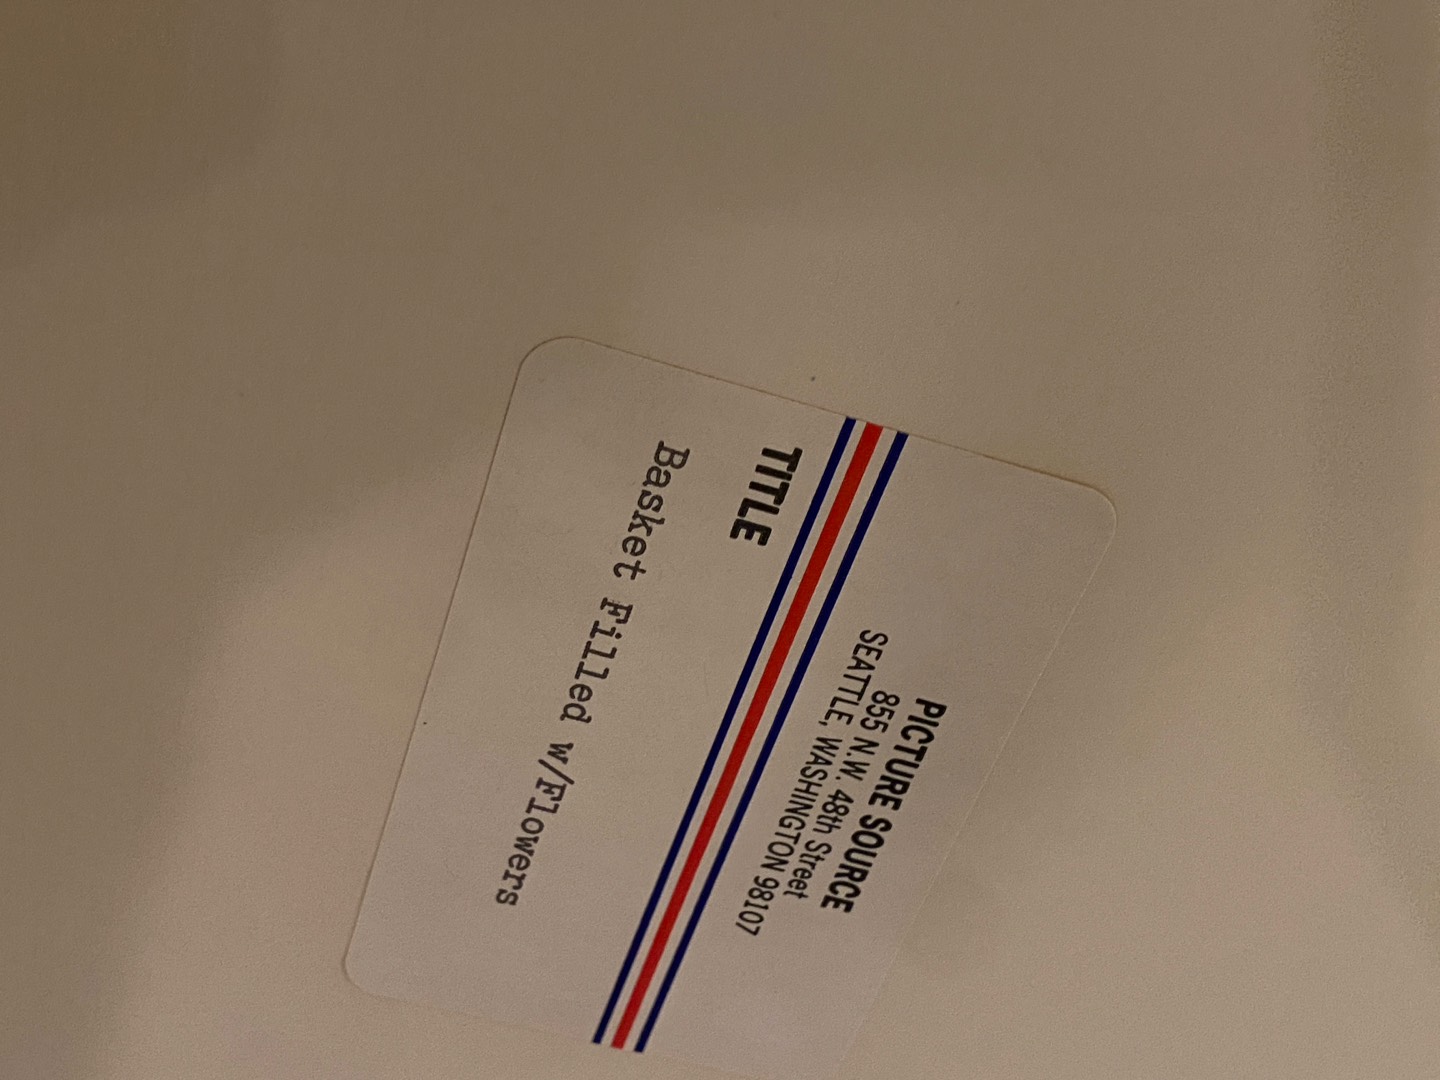 PICTURE SOURCE
855 N.W. 48th Street
SEATTLE, WASHINGTON 98107
TITLE
Basket Filled w/Flowers